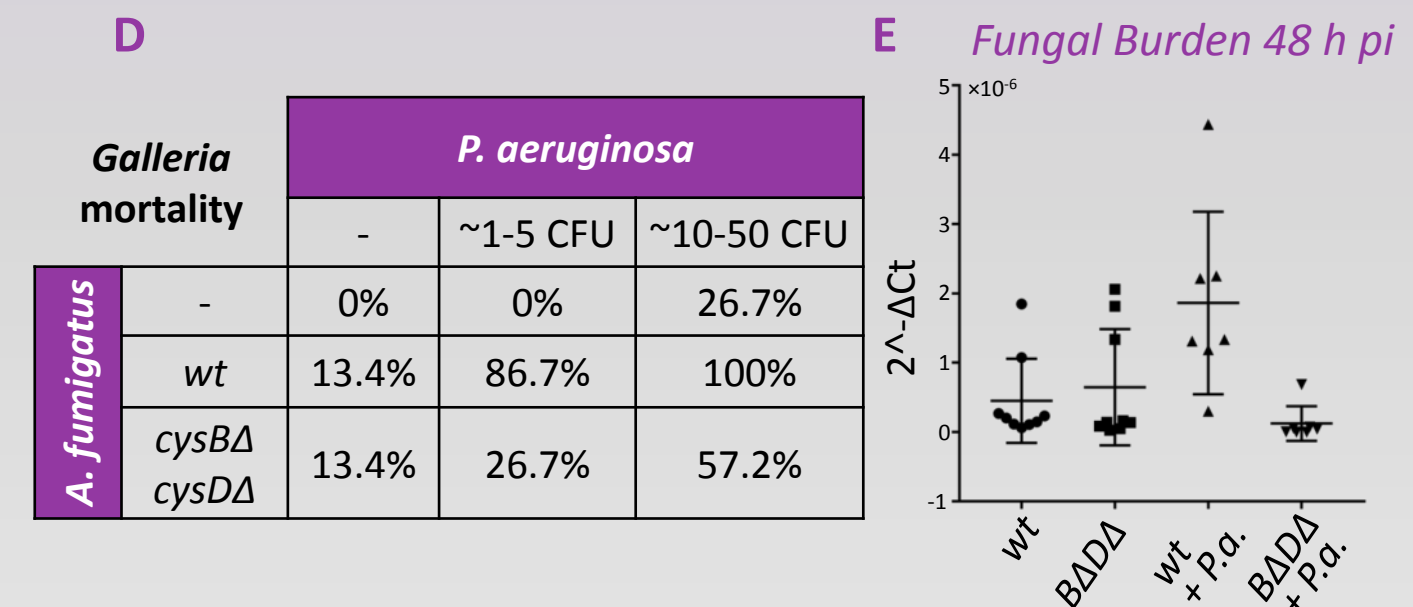 D
Galleria
mortality
P. aeruginosa
-
~1-5 CFU
~10-50 CFU
A. fumigatus
-
0%
0%
26.7%
wt
13.4%
86.7%
100%
cysBΔ
cysDΔ
13.4%
26.7%
57.2%
E
Fungal Burden 48 h pi
×10-6
2^-ΔCt
5
4
3
2
1
0
-1
wt
BΔDΔ
wt
+ P.a.
BΔDΔ
+ P.a.